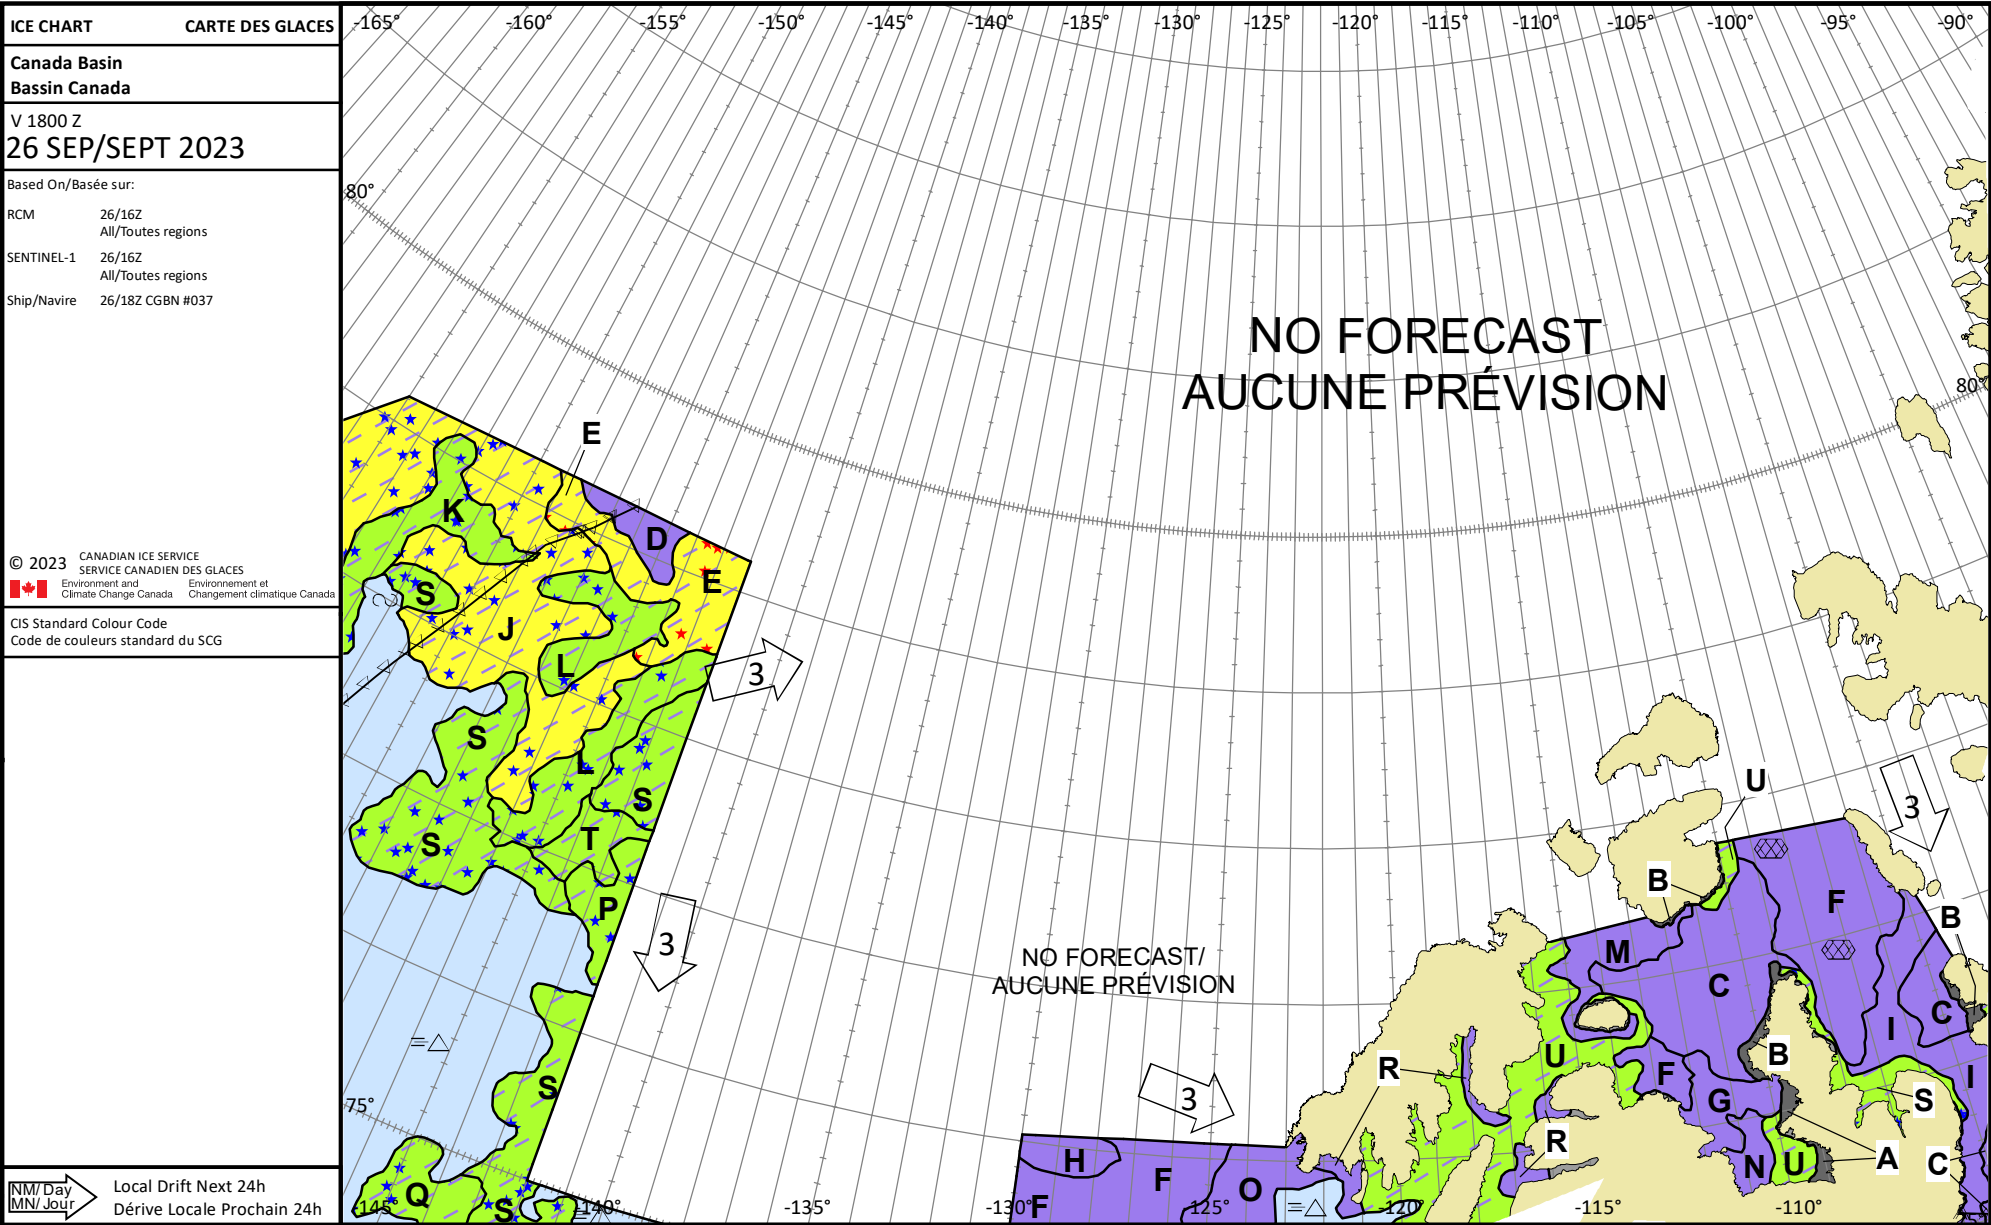 ICE CHART CARTE DES GLACES
Canada Basin
Bassin Canada
V 1800 Z
26 SEP/SEPT 2023
Based On/Basée sur:
RCM 26/16Z
All/Toutes regions
SENTINEL-1 26/16Z
All/Toutes regions
Ship/Navire 26/18Z CGBN #037
© 2023 CANADIAN ICE SERVICE
SERVICE CANADIEN DES GLACES
Environment and Environnement et
Climate Change Canada Changement climatique Canada
CIS Standard Colour Code
Code de couleurs standard du SCG
NM/Day Local Drift Next 24h
MN/Jour Dérive Locale Prochain 24h
-165° -160° -155° -150° -145° -140° -135° -130° -125° -120° -115° -110° -105° -100° -95° -90°
80°
NO FORECAST
AUCUNE PRÉVISION
80°
E
K
D
E
S
J
L
3
S
L
S
S
T
P
3
NO FORECAST/
AUCUNE PRÉVISION
U
3
B
F
B
M
C
C
I
B
U
R
F
I
G
S
3
S
R
A
C
N
U
75°
H
F
O
F
Q
S
-145° -140° -135° -130° 125° -120° -115° -110°